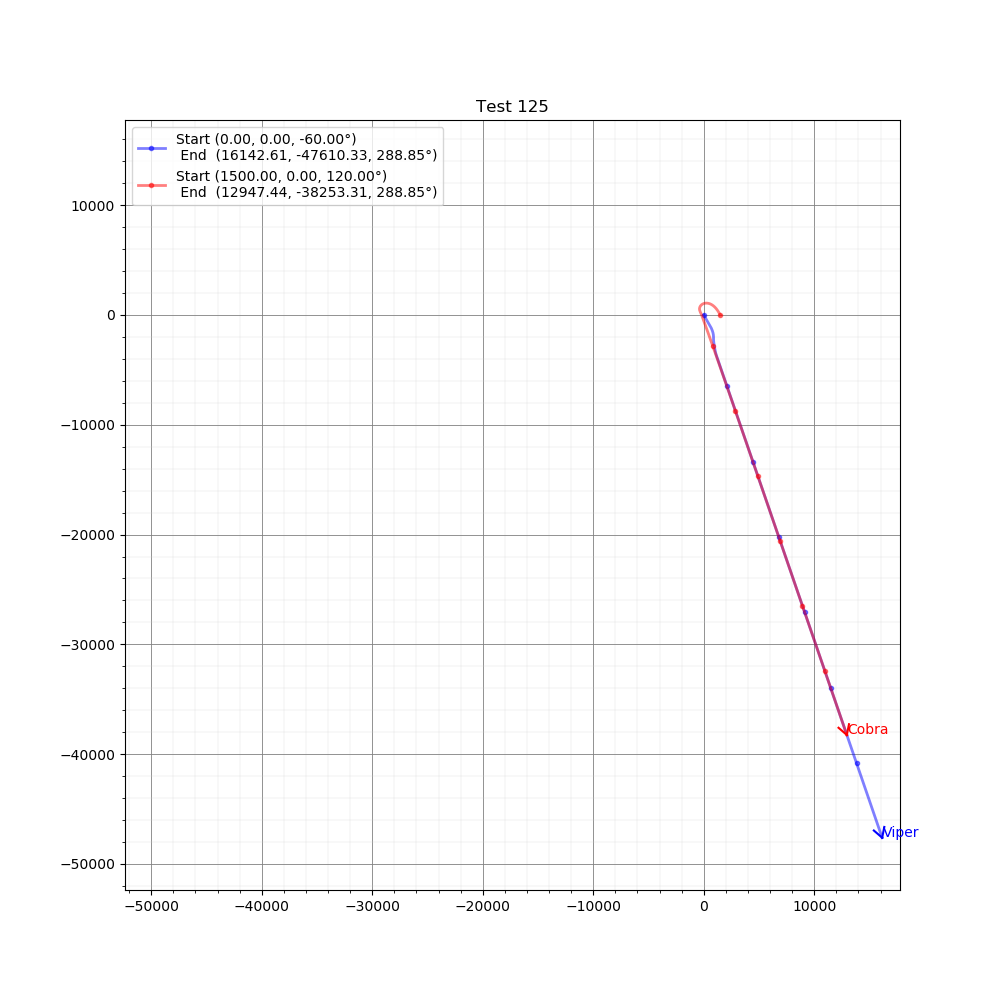 Test 125
Start (0.00, 0.00, -60.00°)
End  (16142.61, -47610.33, 288.85°)
Start (1500.00, 0.00, 120.00°)
End  (12947.44, -38253.31, 288.85°)
10000
0
−10000
−20000
−30000
Cobra
−40000
Viper
−50000
−50000 −40000 −30000 −20000 −10000 0 10000